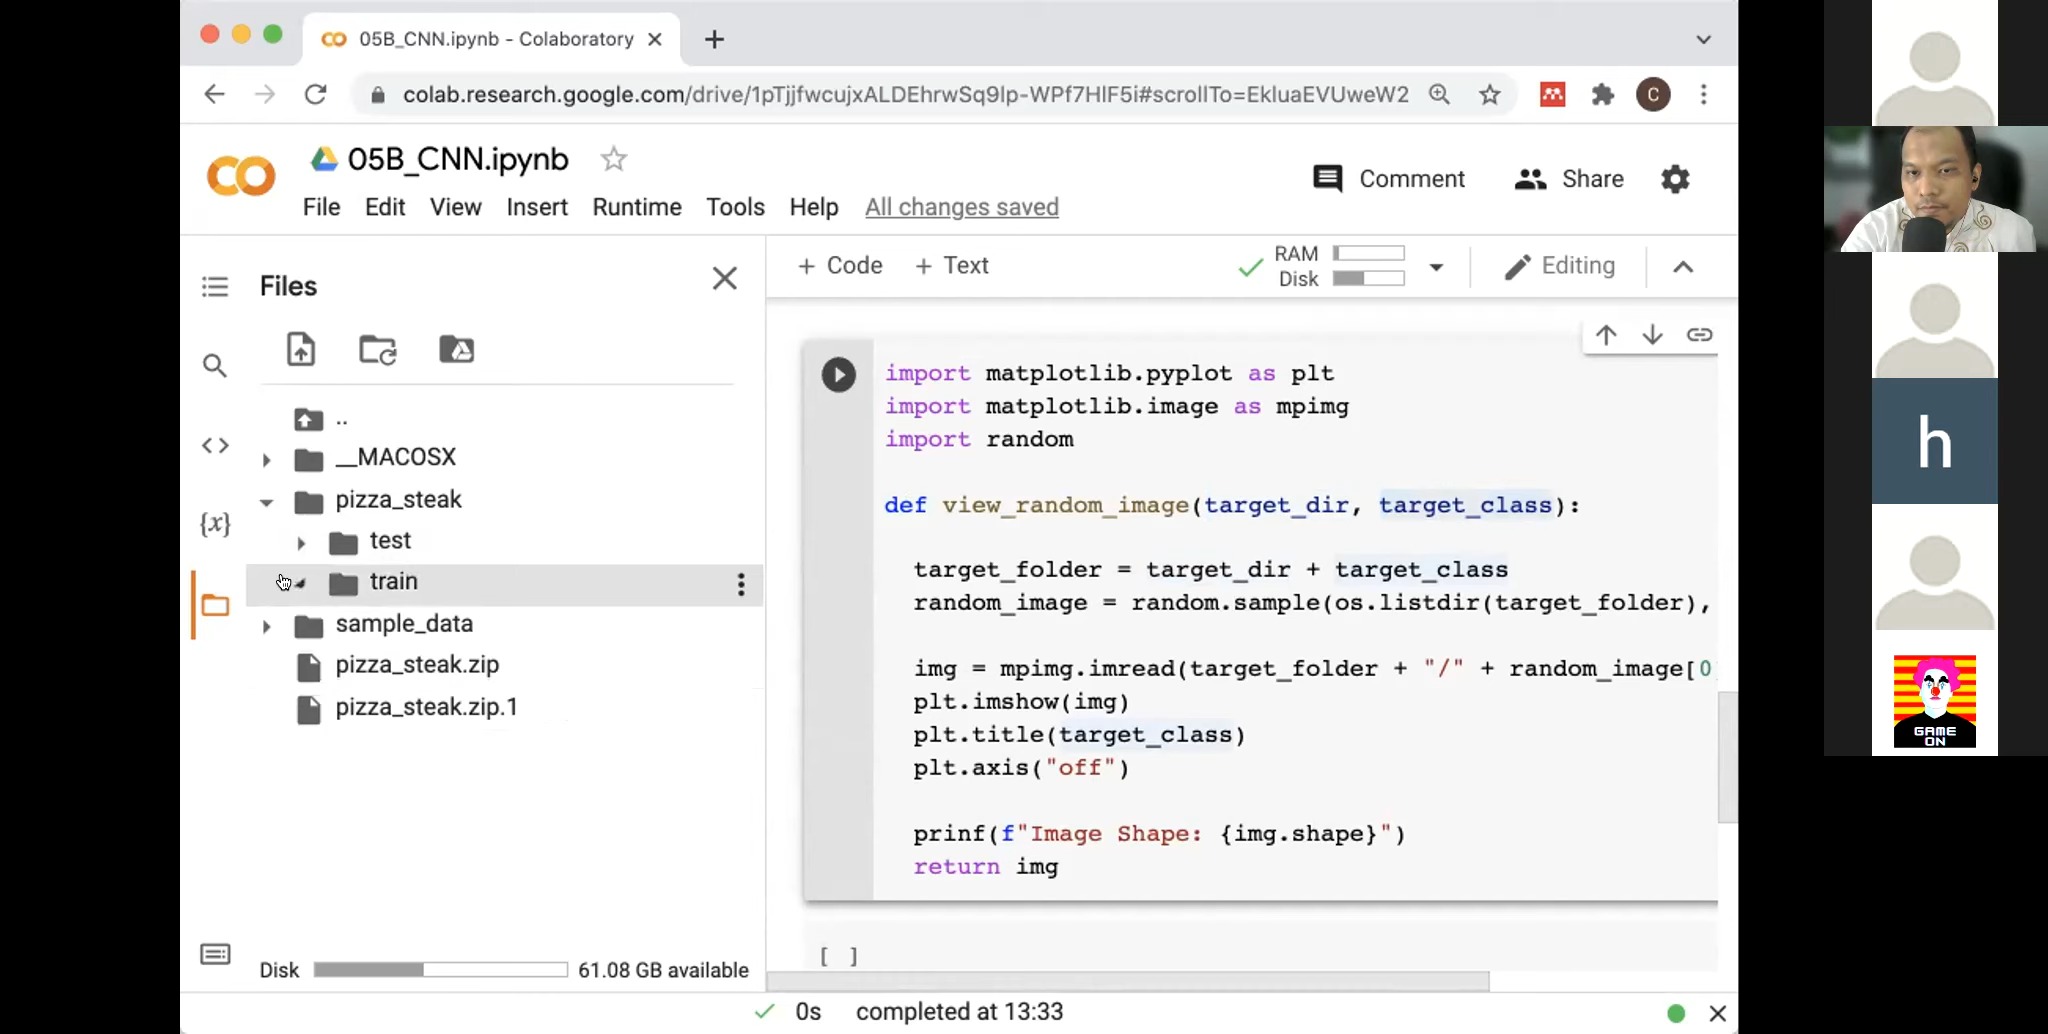 05B_CNN.ipynb - Colaboratory
colab.research.google.com/drive/1pTjjfwcujxALDEhrwSq9lp-WPf7HlF5i#scrollTo=EkluaEVUweW2
C
05B_CNN.ipynb
Comment
Share
File Edit View Insert Runtime Tools Help All changes saved
Files
+ Code + Text
RAM
Disk
Editing
..
__MACOSX
pizza_steak
test
train
sample_data
pizza_steak.zip
pizza_steak.zip.1
{x}
Disk
61.08 GB available
import matplotlib.pyplot as plt
import matplotlib.image as mpimg
import random
def view_random_image(target_dir, target_class):
target_folder = target_dir + target_class
random_image = random.sample(os.listdir(target_folder),
img = mpimg.imread(target_folder + "/" + random_image[0
plt.imshow(img)
plt.title(target_class)
plt.axis("off")
prinf(f"Image Shape: {img.shape}")
return img
[ ]
0s completed at 13:33
h
GAME
ON